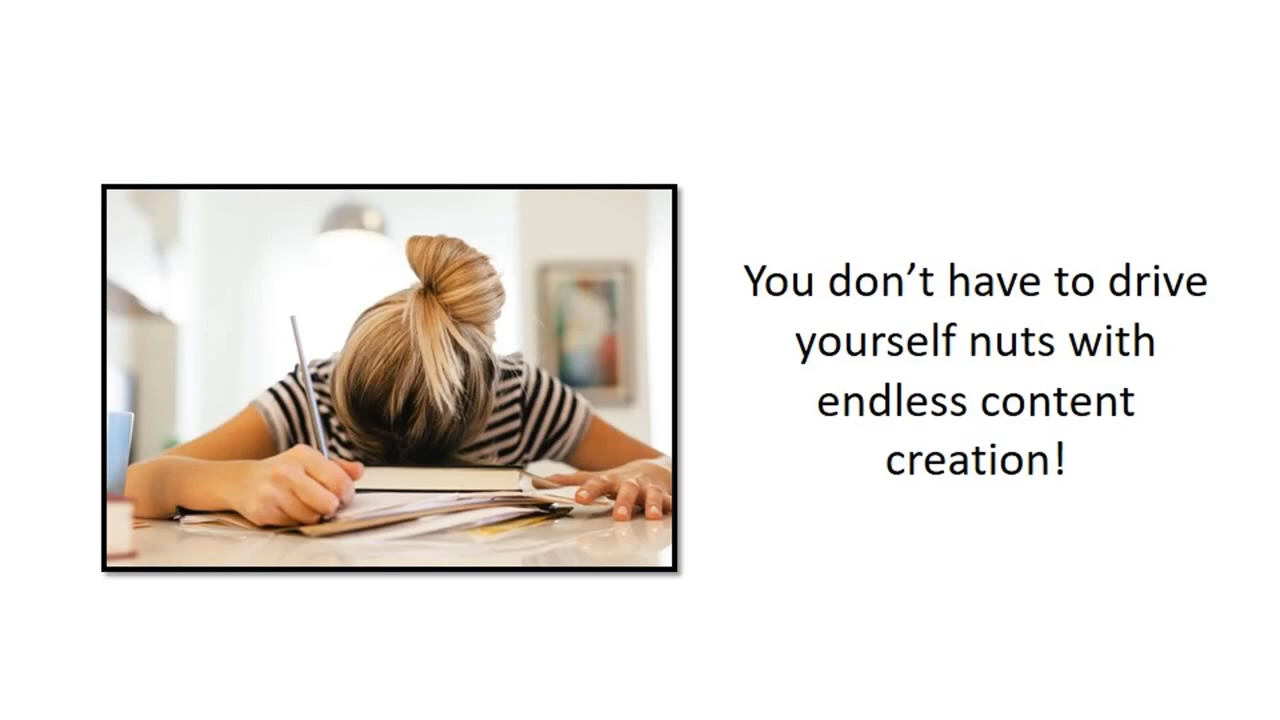 You don’t have to drive
yourself nuts with
endless content
creation!